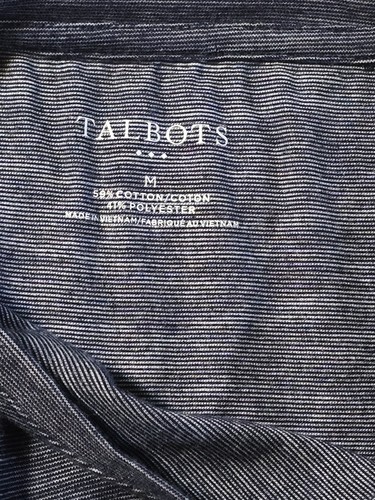 TALBOTS
M
59% COTTON/COTON
41% POLYESTER
MADE IN VIETNAM/FABRIQUÉ AU VIETNAM